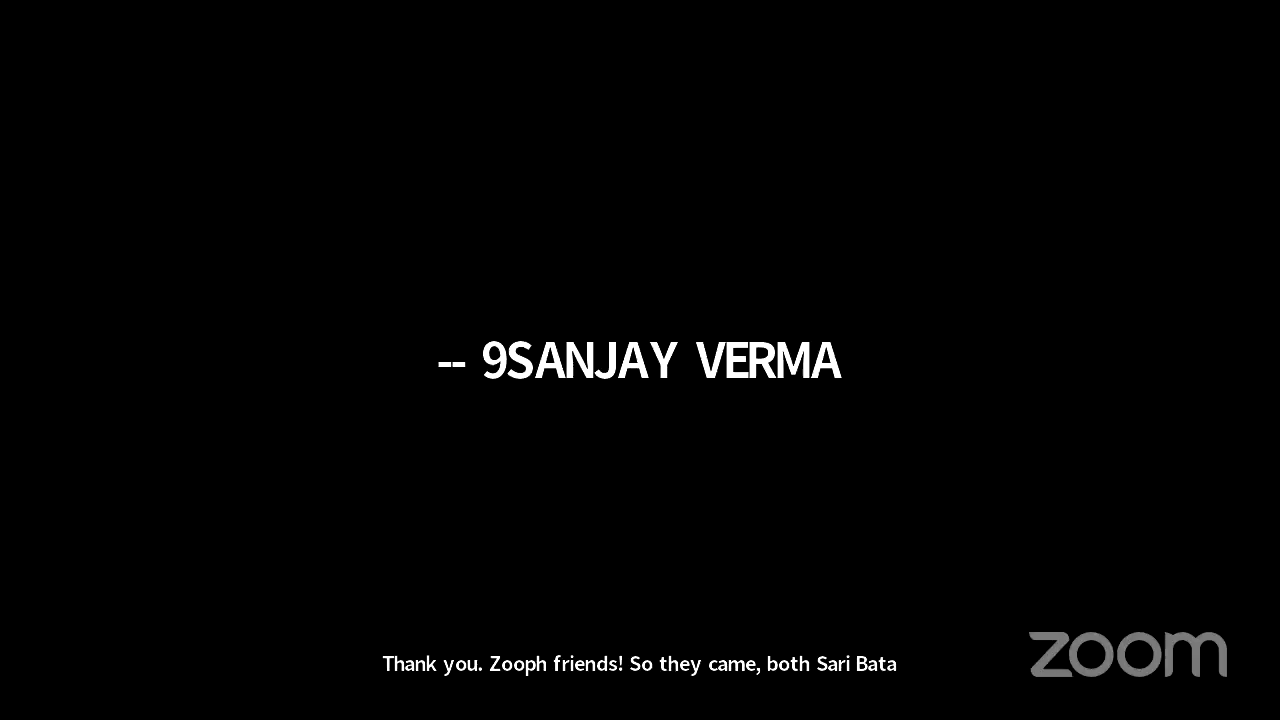 -- 9SANJAY VERMA
Thank you. Zooph friends! So they came, both Sari Bata
zoom